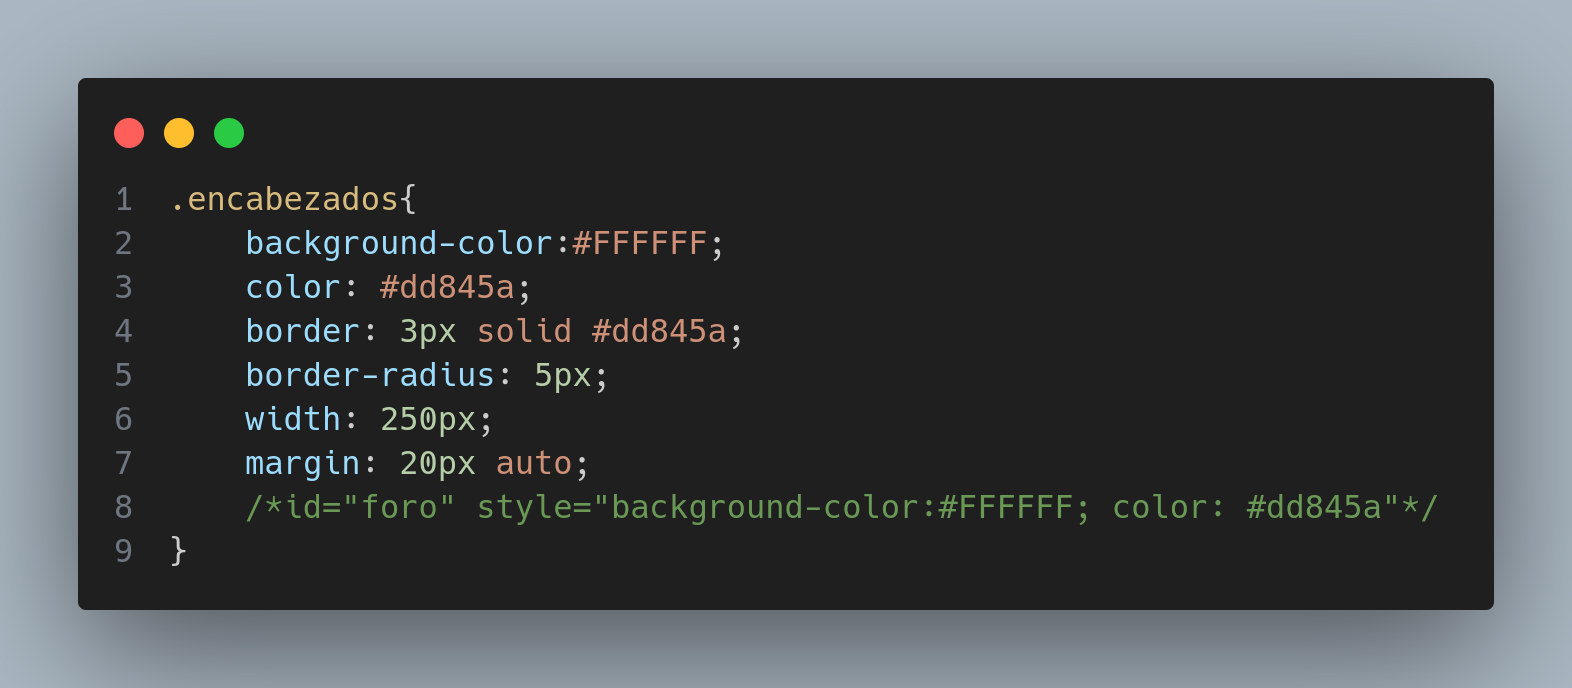 1 .encabezados{
2 background-color:#FFFFFF;
3 color: #dd845a;
4 border: 3px solid #dd845a;
5 border-radius: 5px;
6 width: 250px;
7 margin: 20px auto;
8 /*id="foro" style="background-color:#FFFFFF; color: #dd845a"*/
9 }